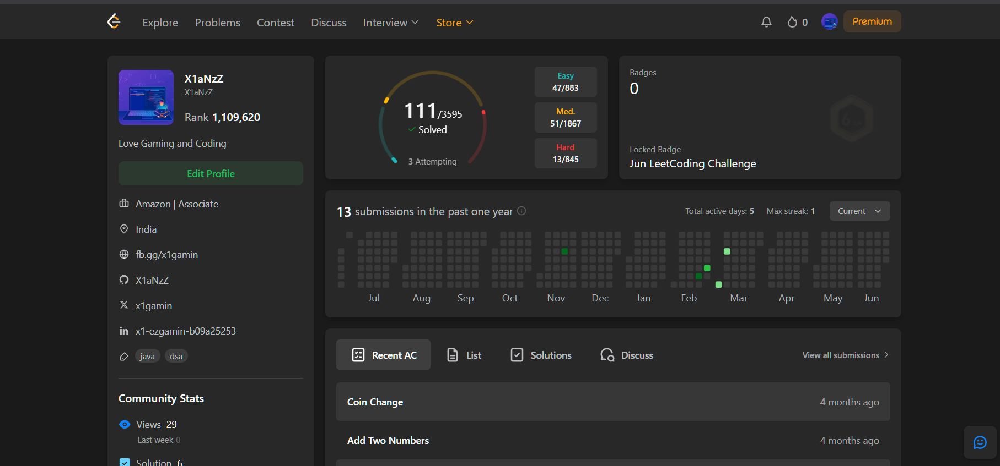 Explore Problems Contest Discuss Interview Store 0 Premium
X1aNzZ
X1aNzZ
Rank 1,109,620
Love Gaming and Coding
Edit Profile
Amazon | Associate
India
fb.gg/x1gamin
X1aNzZ
x1gamin
x1-ezgamin-b09a25253
java dsa
Community Stats
Views 29
Last week 0
Solution 6
111/3595
Solved
3 Attempting
Easy
47/883
Med.
51/1867
Hard
13/845
Badges
0
Locked Badge
Jun LeetCoding Challenge
13 submissions in the past one year Total active days: 5 Max streak: 1 Current
Jul Aug Sep Oct Nov Dec Jan Feb Mar Apr May Jun
Recent AC List Solutions Discuss View all submissions
Coin Change 4 months ago
Add Two Numbers 4 months ago